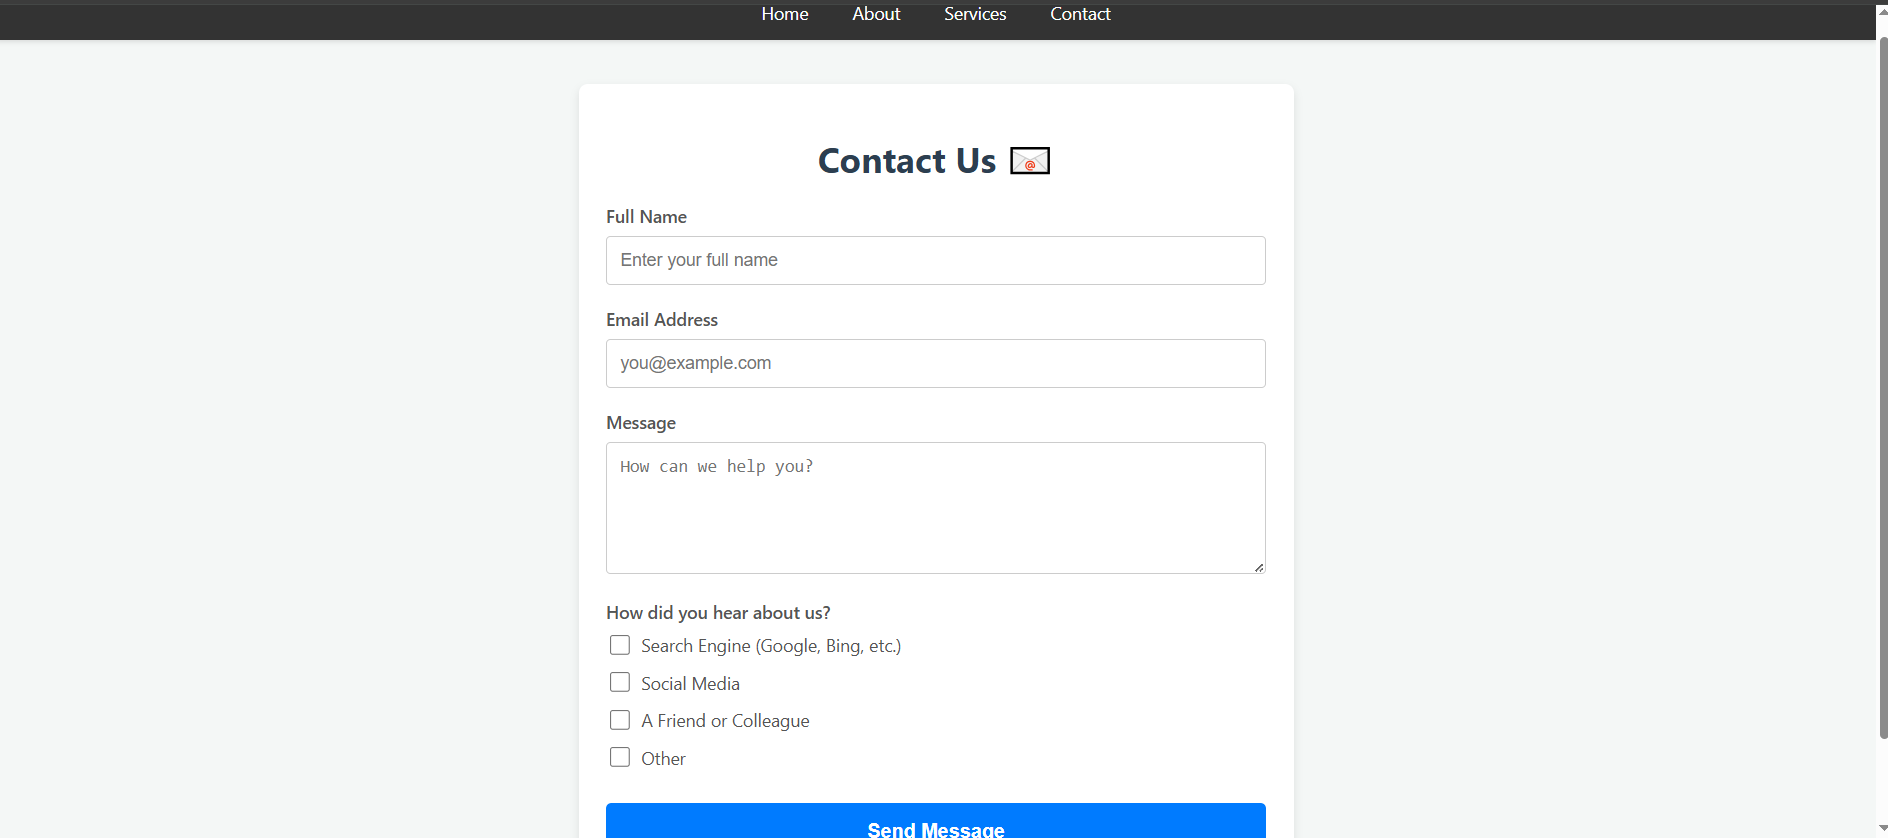 Home About Services Contact
Contact Us
Full Name
Enter your full name
Email Address
you@example.com
Message
How can we help you?
How did you hear about us?
Search Engine (Google, Bing, etc.)
Social Media
A Friend or Colleague
Other
Send Message